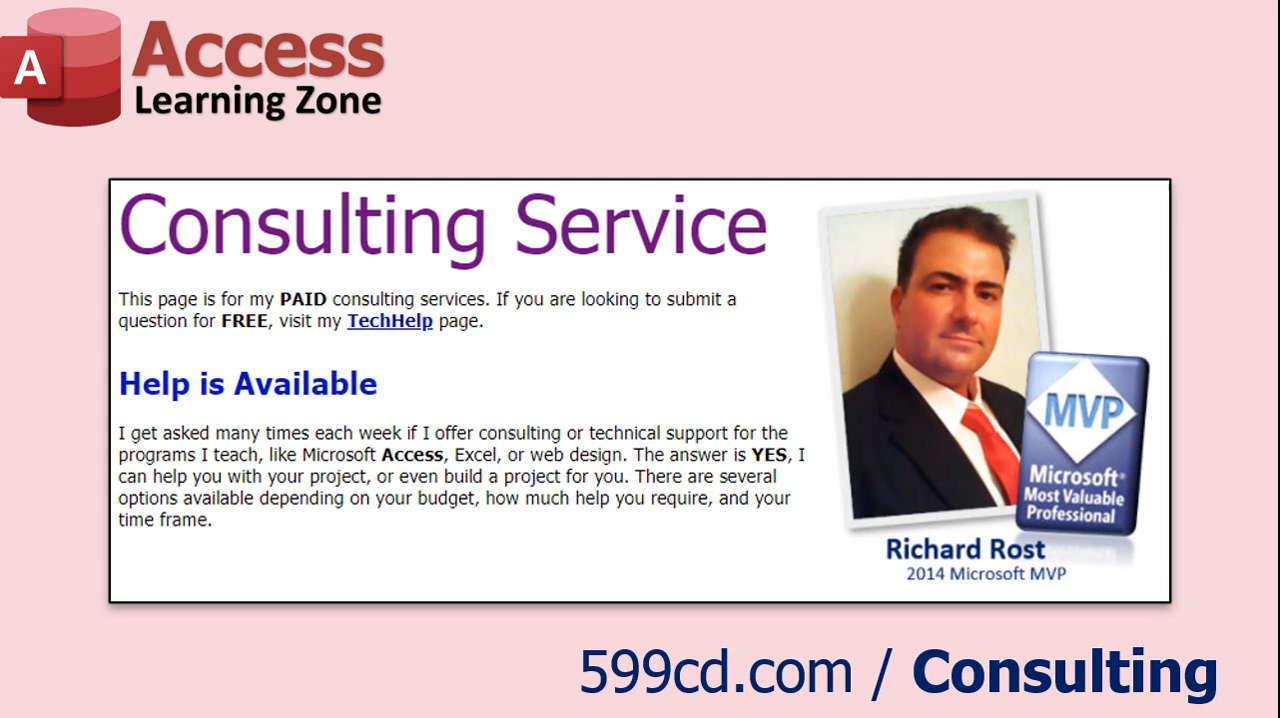 A
Access
Learning Zone
Consulting Service
This page is for my PAID consulting services. If you are looking to submit a
question for FREE, visit my TechHelp page.
Help is Available
I get asked many times each week if I offer consulting or technical support for the
programs I teach, like Microsoft Access, Excel, or web design. The answer is YES, I
can help you with your project, or even build a project for you. There are several
options available depending on your budget, how much help you require, and your
time frame.
MVP
Microsoft®
Most Valuable
Professional
Richard Rost
2014 Microsoft MVP
599cd.com / Consulting